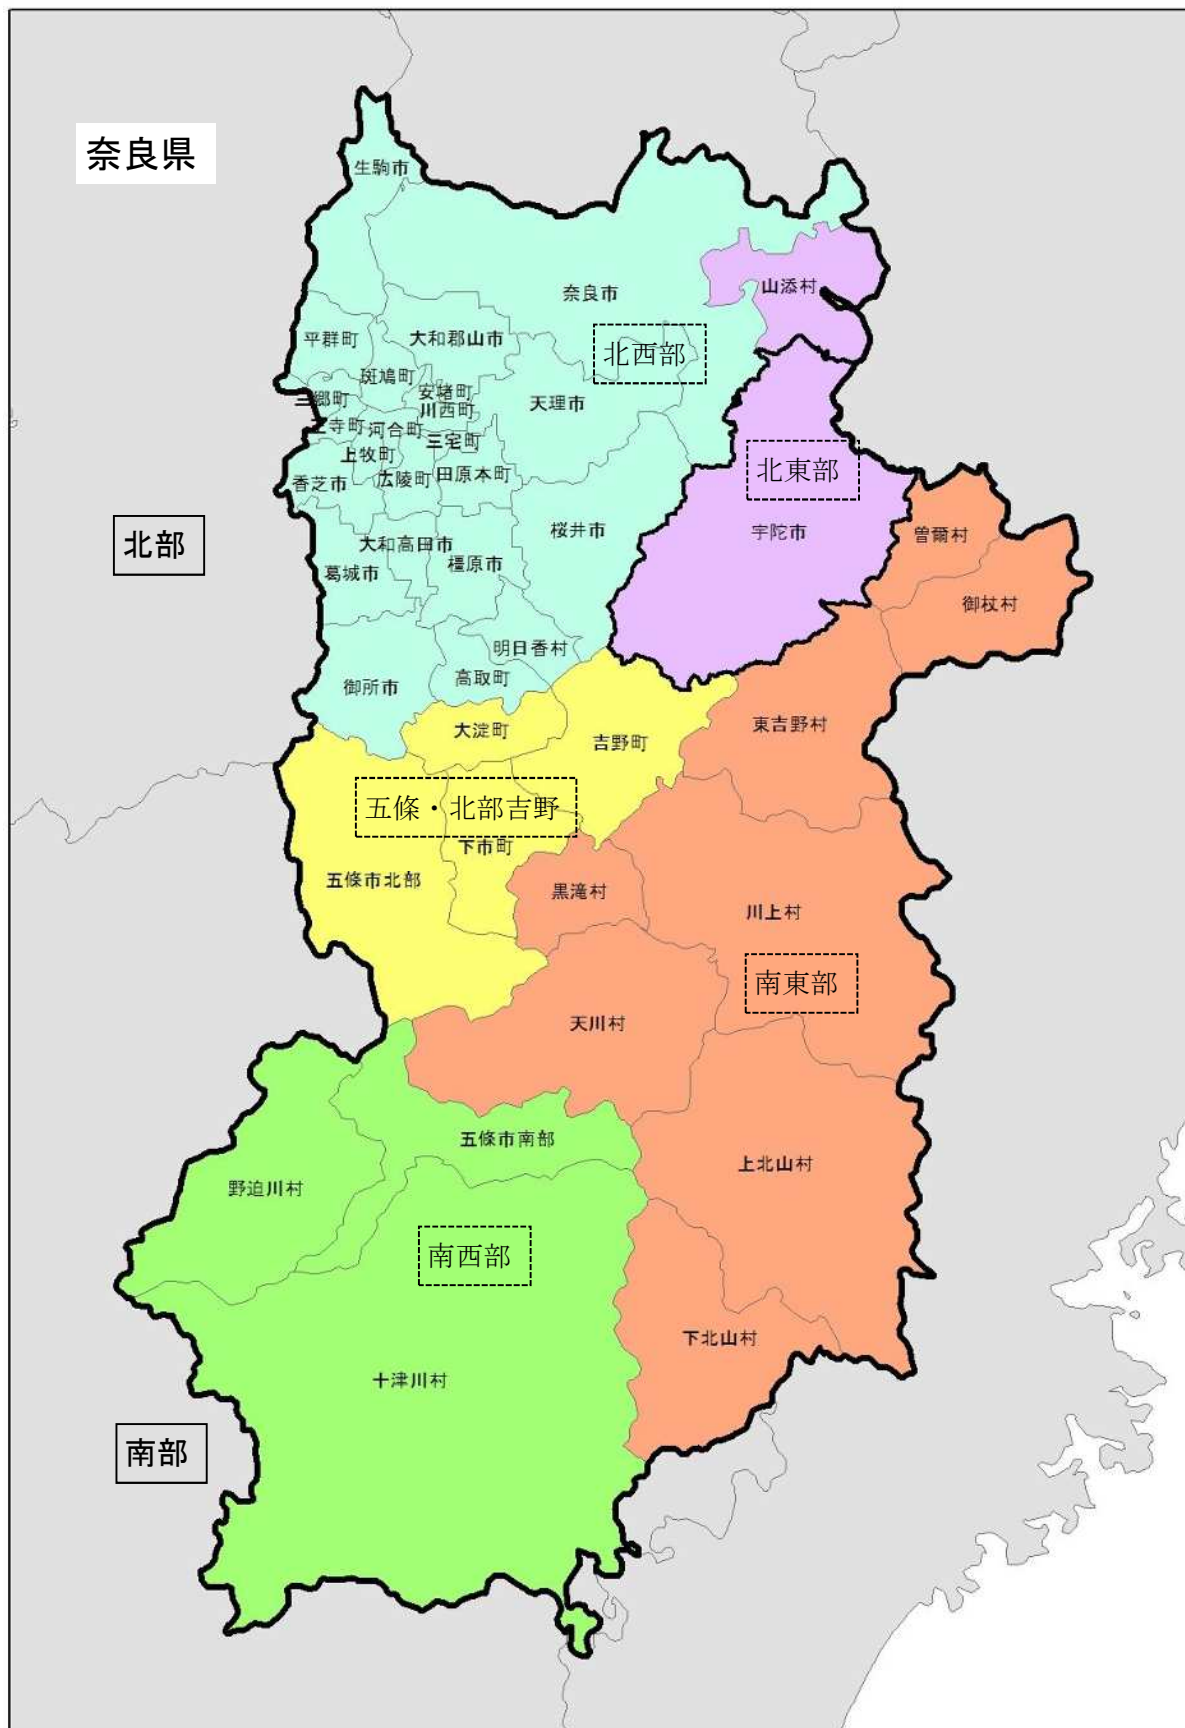 奈良県
生駒市
山添村
奈良市
平群町
大和郡山市
北西部
斑鳩町
安堵町
三郷町
川西町
天理市
王寺町
河合町
三宅町
上牧町
北東部
香芝市
広陵町
田原本町
桜井市
宇陀市
曽爾村
北部
大和高田市
橿原市
葛城市
御杖村
明日香村
高取町
御所市
大淀町
吉野町
東吉野村
五條・北部吉野
下市町
五條市北部
黒滝村
川上村
南東部
天川村
五條市南部
上北山村
野迫川村
南西部
下北山村
十津川村
南部